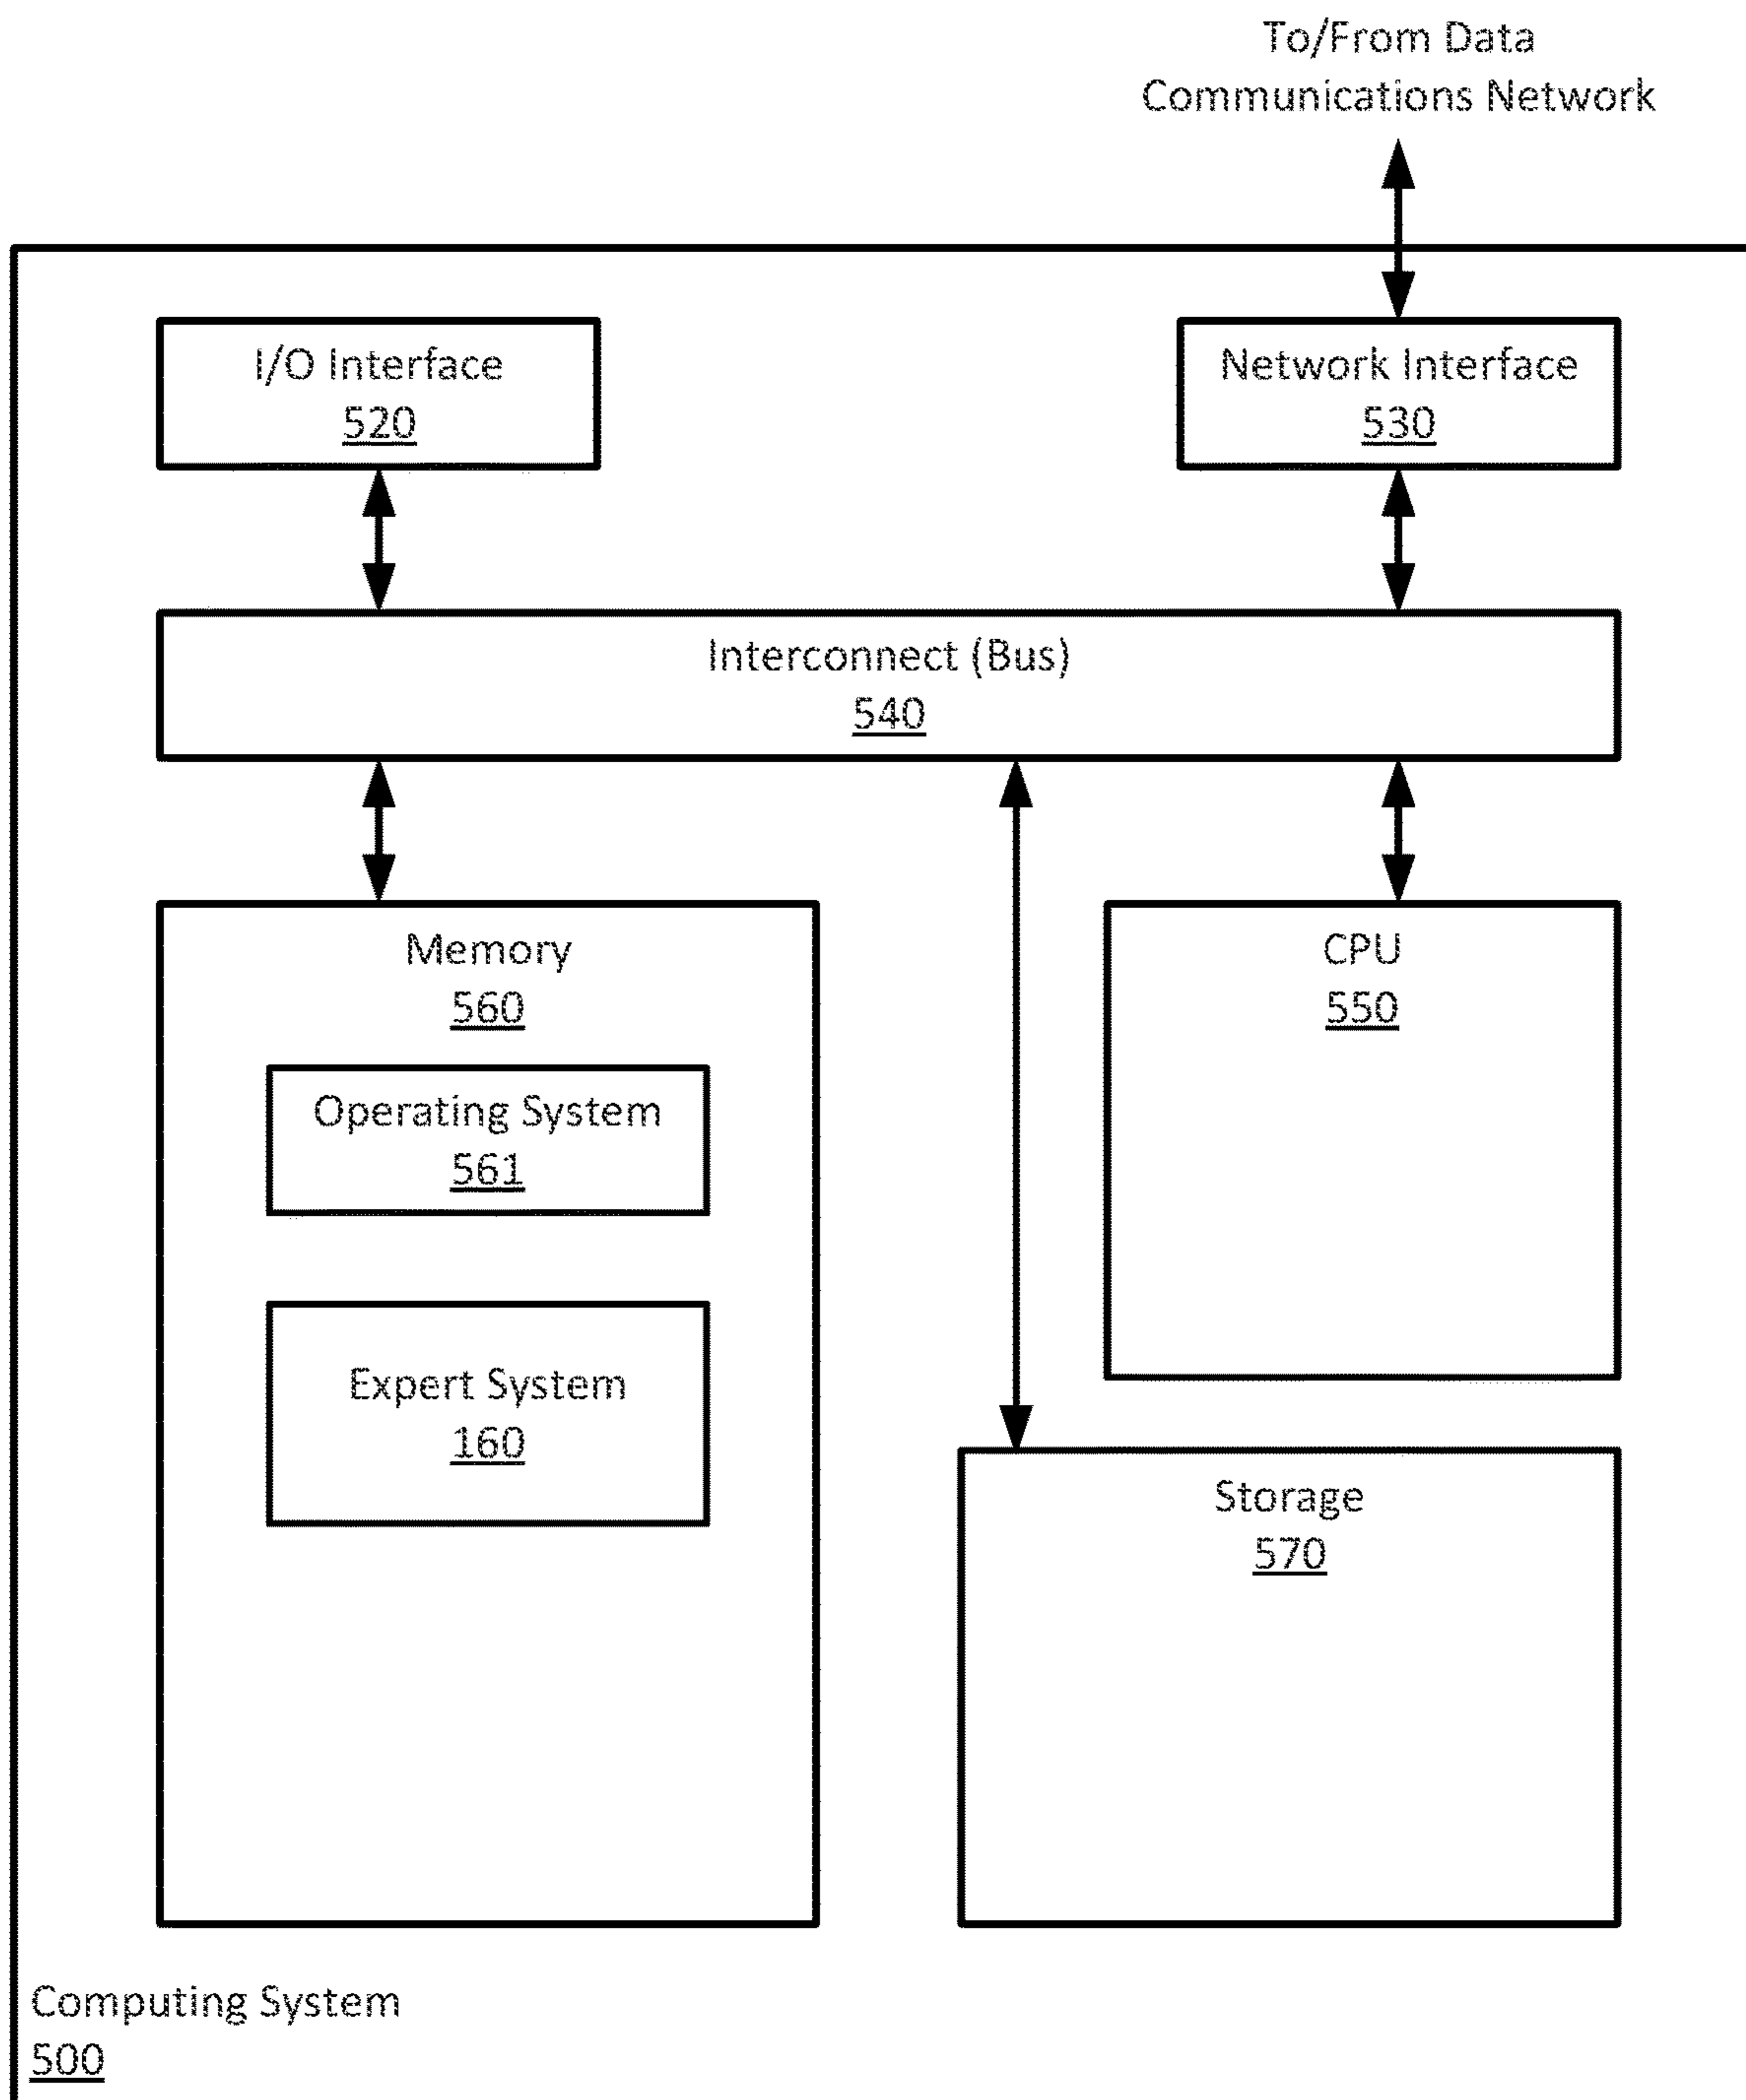 To/From Data
Communications Network
I/O Interface
520
Network Interface
530
Interconnect (Bus)
540
Memory
560
Operating System
561
Expert System
160
CPU
550
Storage
570
Computing System
500